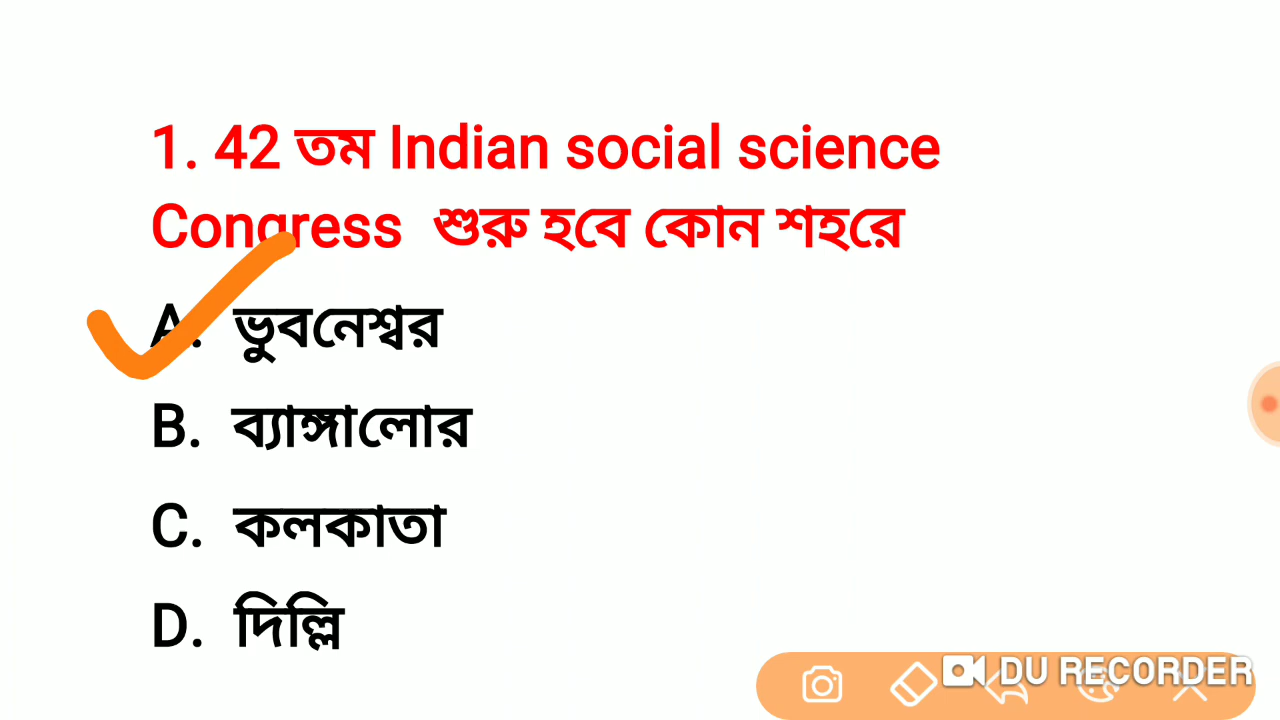 1. 42 তম Indian social science
Congress শুরু হবে কোন শহরে
A. ভুবনেশ্বর
B. ব্যাঙ্গালোর
C. কলকাতা
D. দিল্লি
DU RECORDER